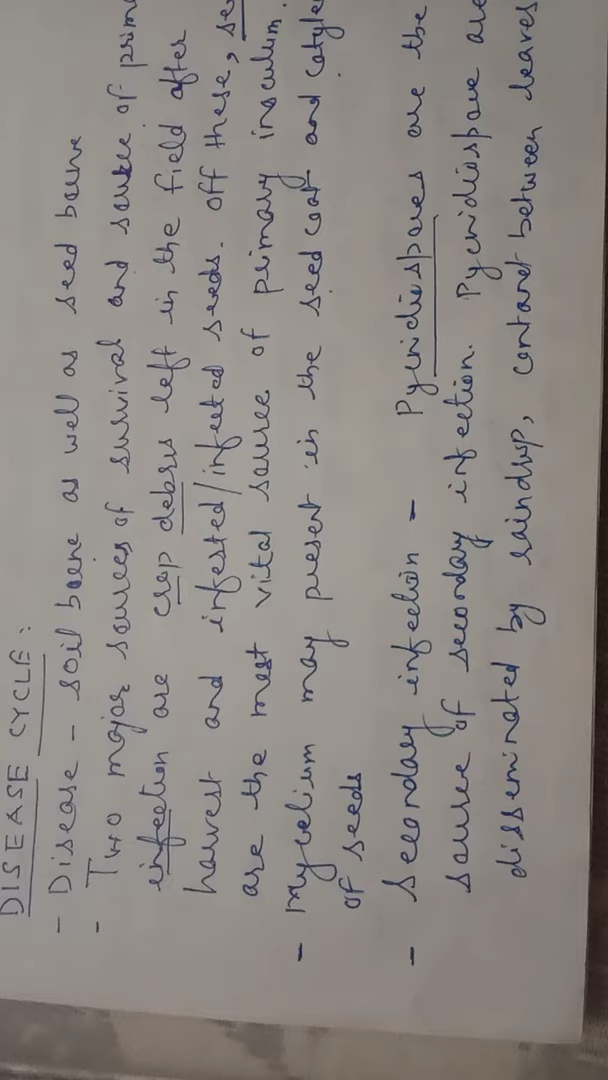 DISEASE CYCLE:
- Disease - soil borne as well as seed borne
- Two major sources of survival and source of prim
infection are crop debris left in the field after
harvest and infested/infected seeds. off these, se
are the most vital source of primary inoculum.
- Mycelium may present in the seed coat and cotyle
of seeds
- Secondary infection - Pycnidiospores are the
source of secondary infection. Pycnidiospore are
disseminated by raindrop, contanct between leaves